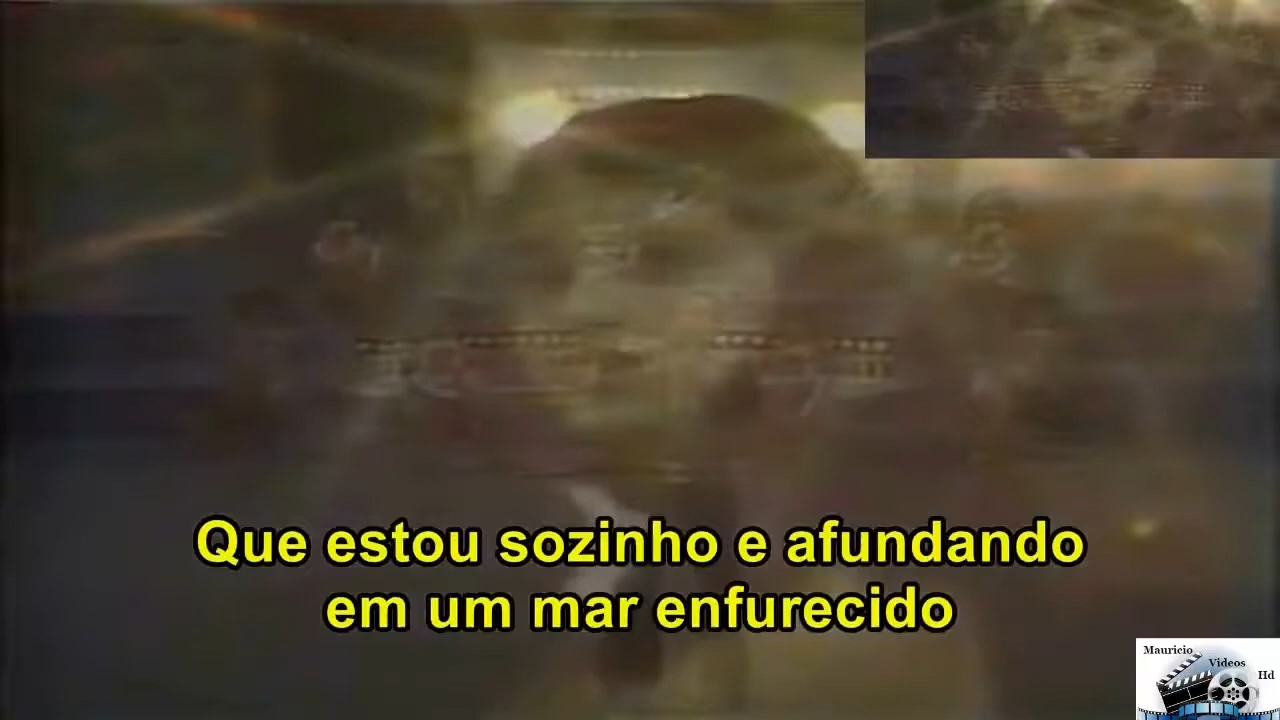 Que estou sozinho e afundando
em um mar enfurecido
Mauricio
Videos
Hd